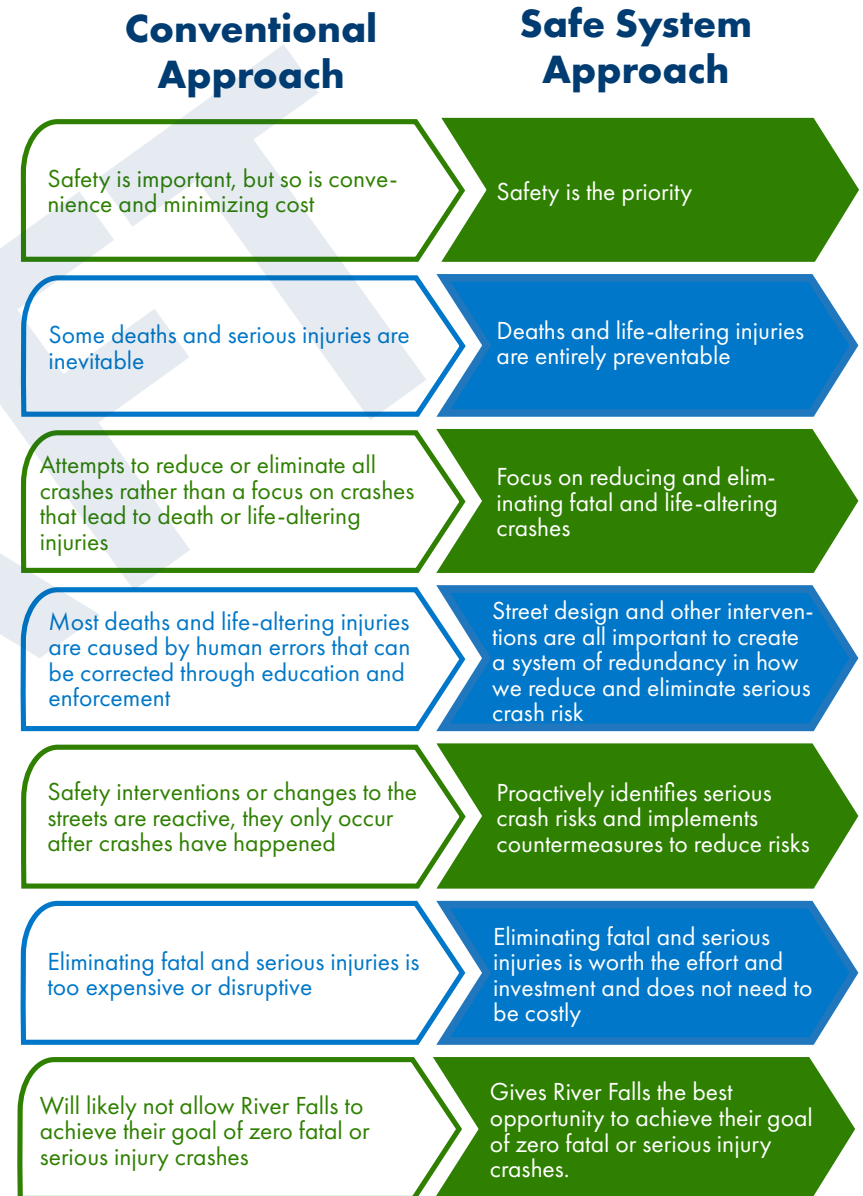 Conventional
Approach
Safe System
Approach
Safety is important, but so is conve-
nience and minimizing cost
Safety is the priority
Some deaths and serious injuries are
inevitable
Deaths and life-altering injuries
are entirely preventable
Attempts to reduce or eliminate all
crashes rather than a focus on crashes
that lead to death or life-altering
injuries
Focus on reducing and elim-
inating fatal and life-altering
crashes
Most deaths and life-altering injuries
are caused by human errors that can
be corrected through education and
enforcement
Street design and other interven-
tions are all important to create
a system of redundancy in how
we reduce and eliminate serious
crash risk
Safety interventions or changes to the
streets are reactive, they only occur
after crashes have happened
Proactively identifies serious
crash risks and implements
countermeasures to reduce risks
Eliminating fatal and serious injuries is
too expensive or disruptive
Eliminating fatal and serious
injuries is worth the effort and
investment and does not need to
be costly
Will likely not allow River Falls to
achieve their goal of zero fatal or
serious injury crashes
Gives River Falls the best
opportunity to achieve their goal
of zero fatal or serious injury
crashes.